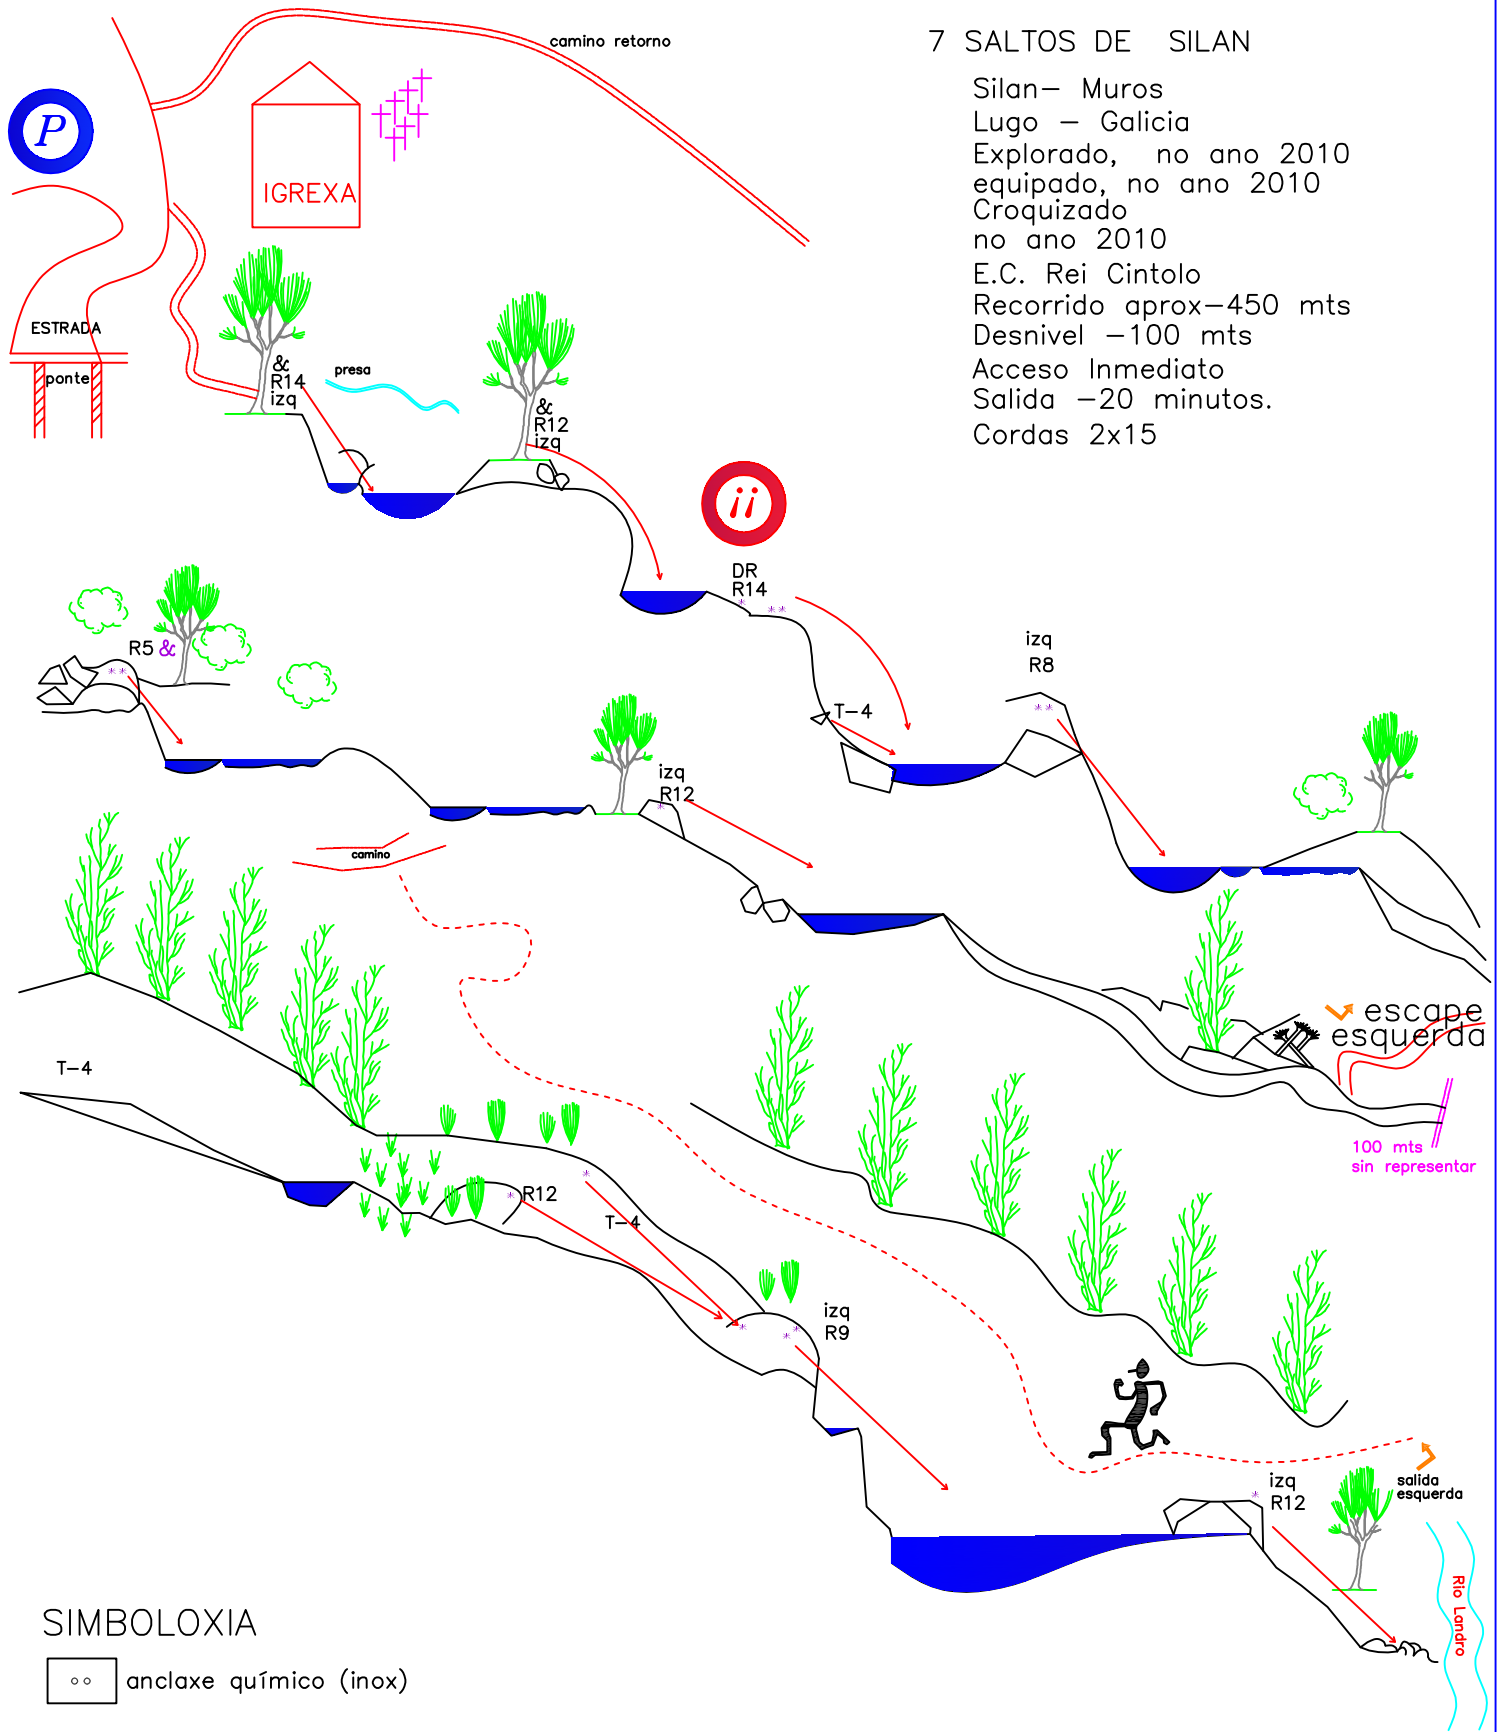 7 SALTOS DE SILAN
Silan- Muros
Lugo - Galicia
Explorado, no ano 2010
equipado, no ano 2010
Croquizado
no ano 2010
E.C. Rei Cintolo
Recorrido aprox-450 mts
Desnivel -100 mts
Acceso Inmediato
Salida -20 minutos.
Cordas 2x15
camino retorno
P
IGREXA
ESTRADA
ponte
&
R14
izq
presa
&
R12
izq
¡¡
DR
R14
T-4
izq
R8
R5 &
izq
R12
camino
escape
esquerda
100 mts
sin representar
T-4
R12
T-4
izq
R9
izq
R12
salida
esquerda
Rio Landro
SIMBOLOXIA
anclaxe químico (inox)